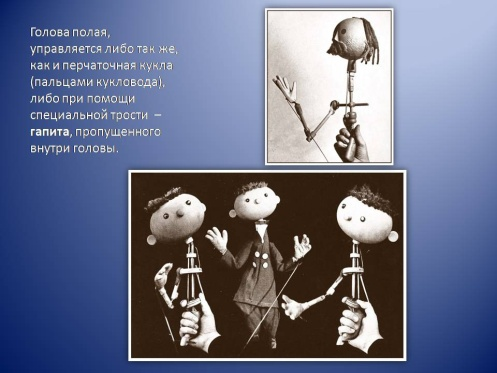 Голова полая,
управляется либо так же,
как и перчаточная кукла
(пальцами кукловода),
либо при помощи
специальной трости –
гапита, пропущенного
внутри головы.